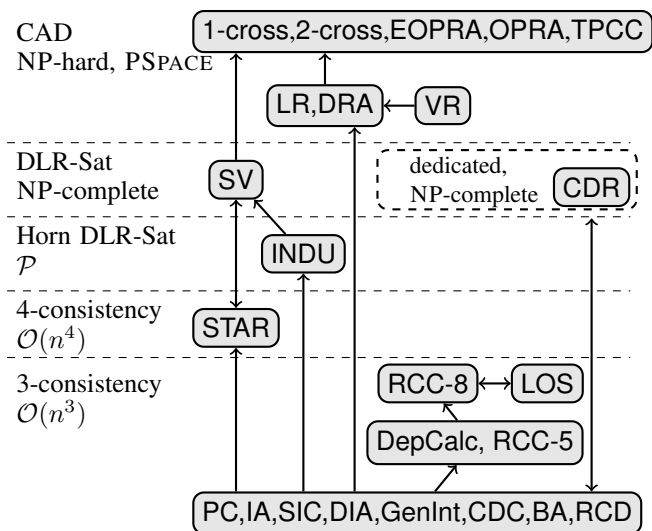 CAD
NP-hard, PSPACE
1-cross,2-cross,EOPRA,OPRA,TPCC
LR,DRA
VR
DLR-Sat
NP-complete
SV
dedicated,
NP-complete
CDR
Horn DLR-Sat
P
INDU
4-consistency
O(n⁴)
STAR
3-consistency
O(n³)
RCC-8
LOS
DepCalc, RCC-5
PC,IA,SIC,DIA,GenInt,CDC,BA,RCD